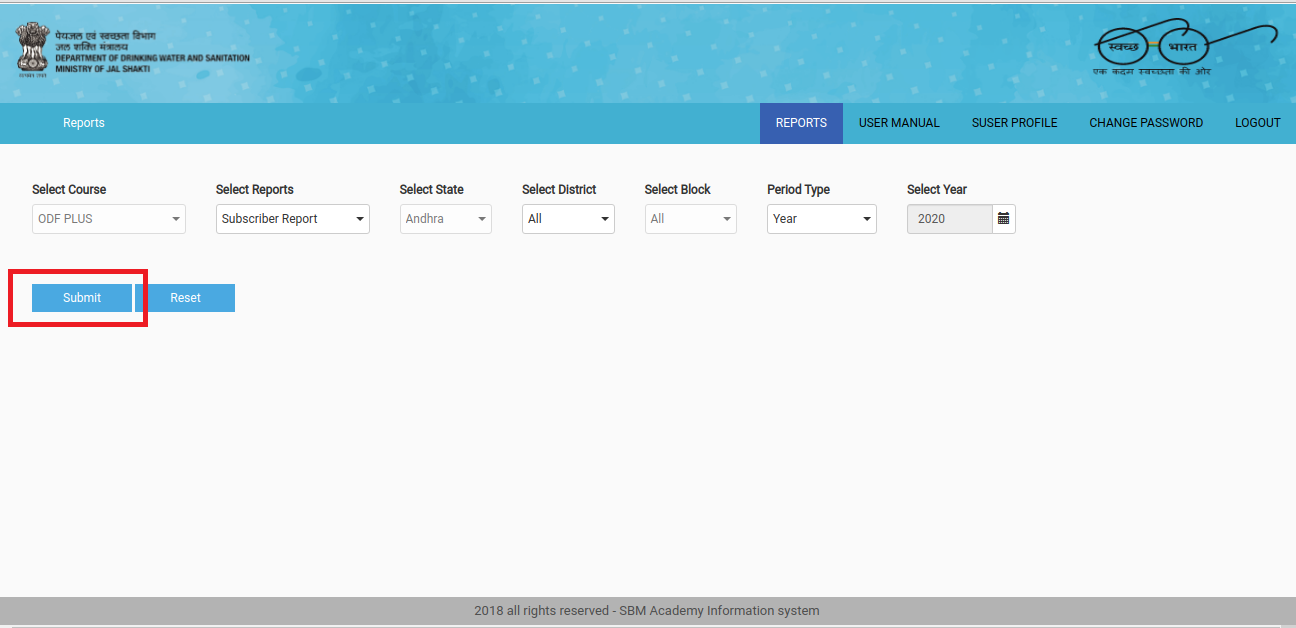 पेयजल एवं स्वच्छता विभाग
जल शक्ति मंत्रालय
DEPARTMENT OF DRINKING WATER AND SANITATION
MINISTRY OF JAL SHAKTI
स्वच्छ भारत
एक कदम स्वच्छता की ओर
Reports
REPORTS USER MANUAL SUSER PROFILE CHANGE PASSWORD LOGOUT
Select Course Select Reports Select State Select District Select Block Period Type Select Year
ODF PLUS Subscriber Report Andhra All All Year 2020
Submit Reset
2018 all rights reserved - SBM Academy Information system